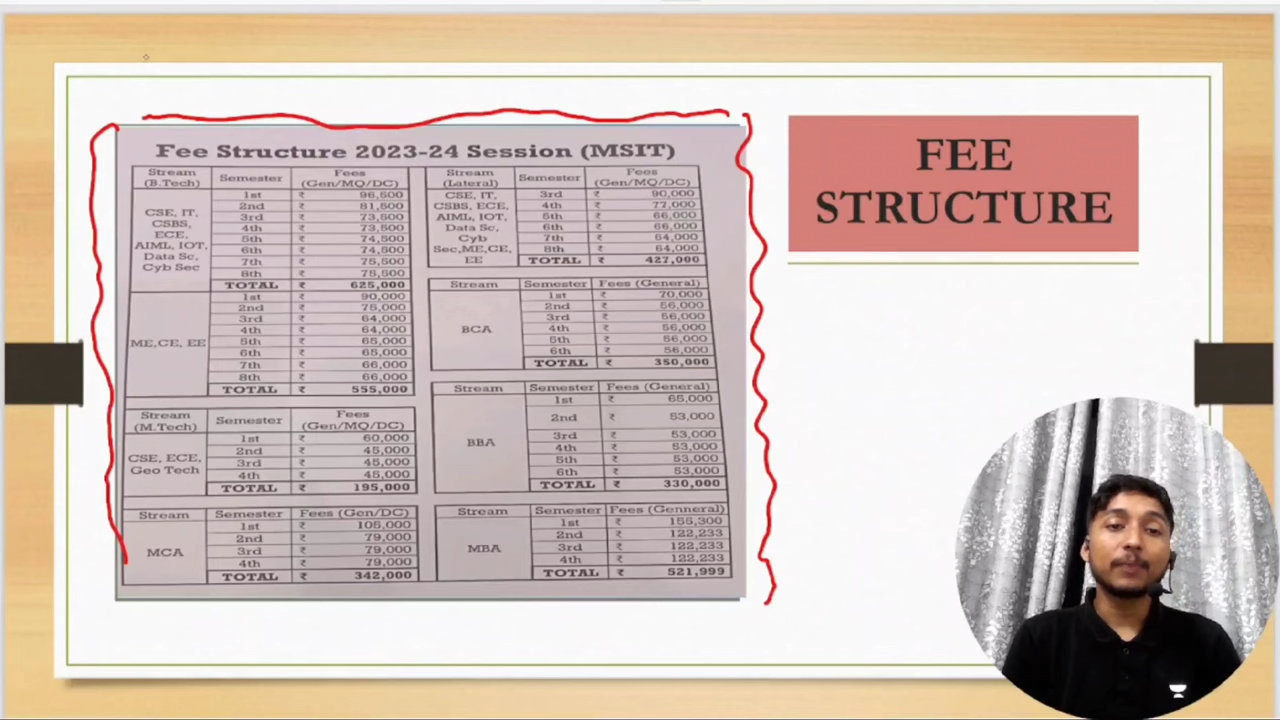 Fee Structure 2023-24 Session (MSIT)
Stream (B.Tech) Semester Fees (Gen/MQ/DC)
CSE, IT, CSBS, ECE, AIML, IOT, Data Sc, Cyb Sec
1st ₹ 96,500
2nd ₹ 81,500
3rd ₹ 73,500
4th ₹ 73,500
5th ₹ 74,500
6th ₹ 74,500
7th ₹ 75,500
8th ₹ 75,500
TOTAL ₹ 625,000
ME,CE, EE
1st ₹ 90,000
2nd ₹ 75,000
3rd ₹ 64,000
4th ₹ 64,000
5th ₹ 65,000
6th ₹ 65,000
7th ₹ 66,000
8th ₹ 66,000
TOTAL ₹ 555,000
Stream (M.Tech) Semester Fees (Gen/MQ/DC)
CSE, ECE, Geo Tech
1st ₹ 60,000
2nd ₹ 45,000
3rd ₹ 45,000
4th ₹ 45,000
TOTAL ₹ 195,000
Stream Semester Fees (Gen/DC)
MCA
1st ₹ 105,000
2nd ₹ 79,000
3rd ₹ 79,000
4th ₹ 79,000
TOTAL ₹ 342,000
Stream (Lateral) Semester Fees (Gen/MQ/DC)
CSE, IT, CSBS, ECE, AIML, IOT, Data Sc, Cyb Sec,ME,CE, EE
3rd ₹ 90,000
4th ₹ 77,000
5th ₹ 66,000
6th ₹ 66,000
7th ₹ 64,000
8th ₹ 64,000
TOTAL ₹ 427,000
Stream Semester Fees (General)
BCA
1st ₹ 70,000
2nd ₹ 56,000
3rd ₹ 56,000
4th ₹ 56,000
5th ₹ 56,000
6th ₹ 56,000
TOTAL ₹ 350,000
Stream Semester Fees (General)
BBA
1st ₹ 65,000
2nd ₹ 53,000
3rd ₹ 53,000
4th ₹ 53,000
5th ₹ 53,000
6th ₹ 53,000
TOTAL ₹ 330,000
Stream Semester Fees (Genneral)
MBA
1st ₹ 155,300
2nd ₹ 122,233
3rd ₹ 122,233
4th ₹ 122,233
TOTAL ₹ 521,999
FEE
STRUCTURE